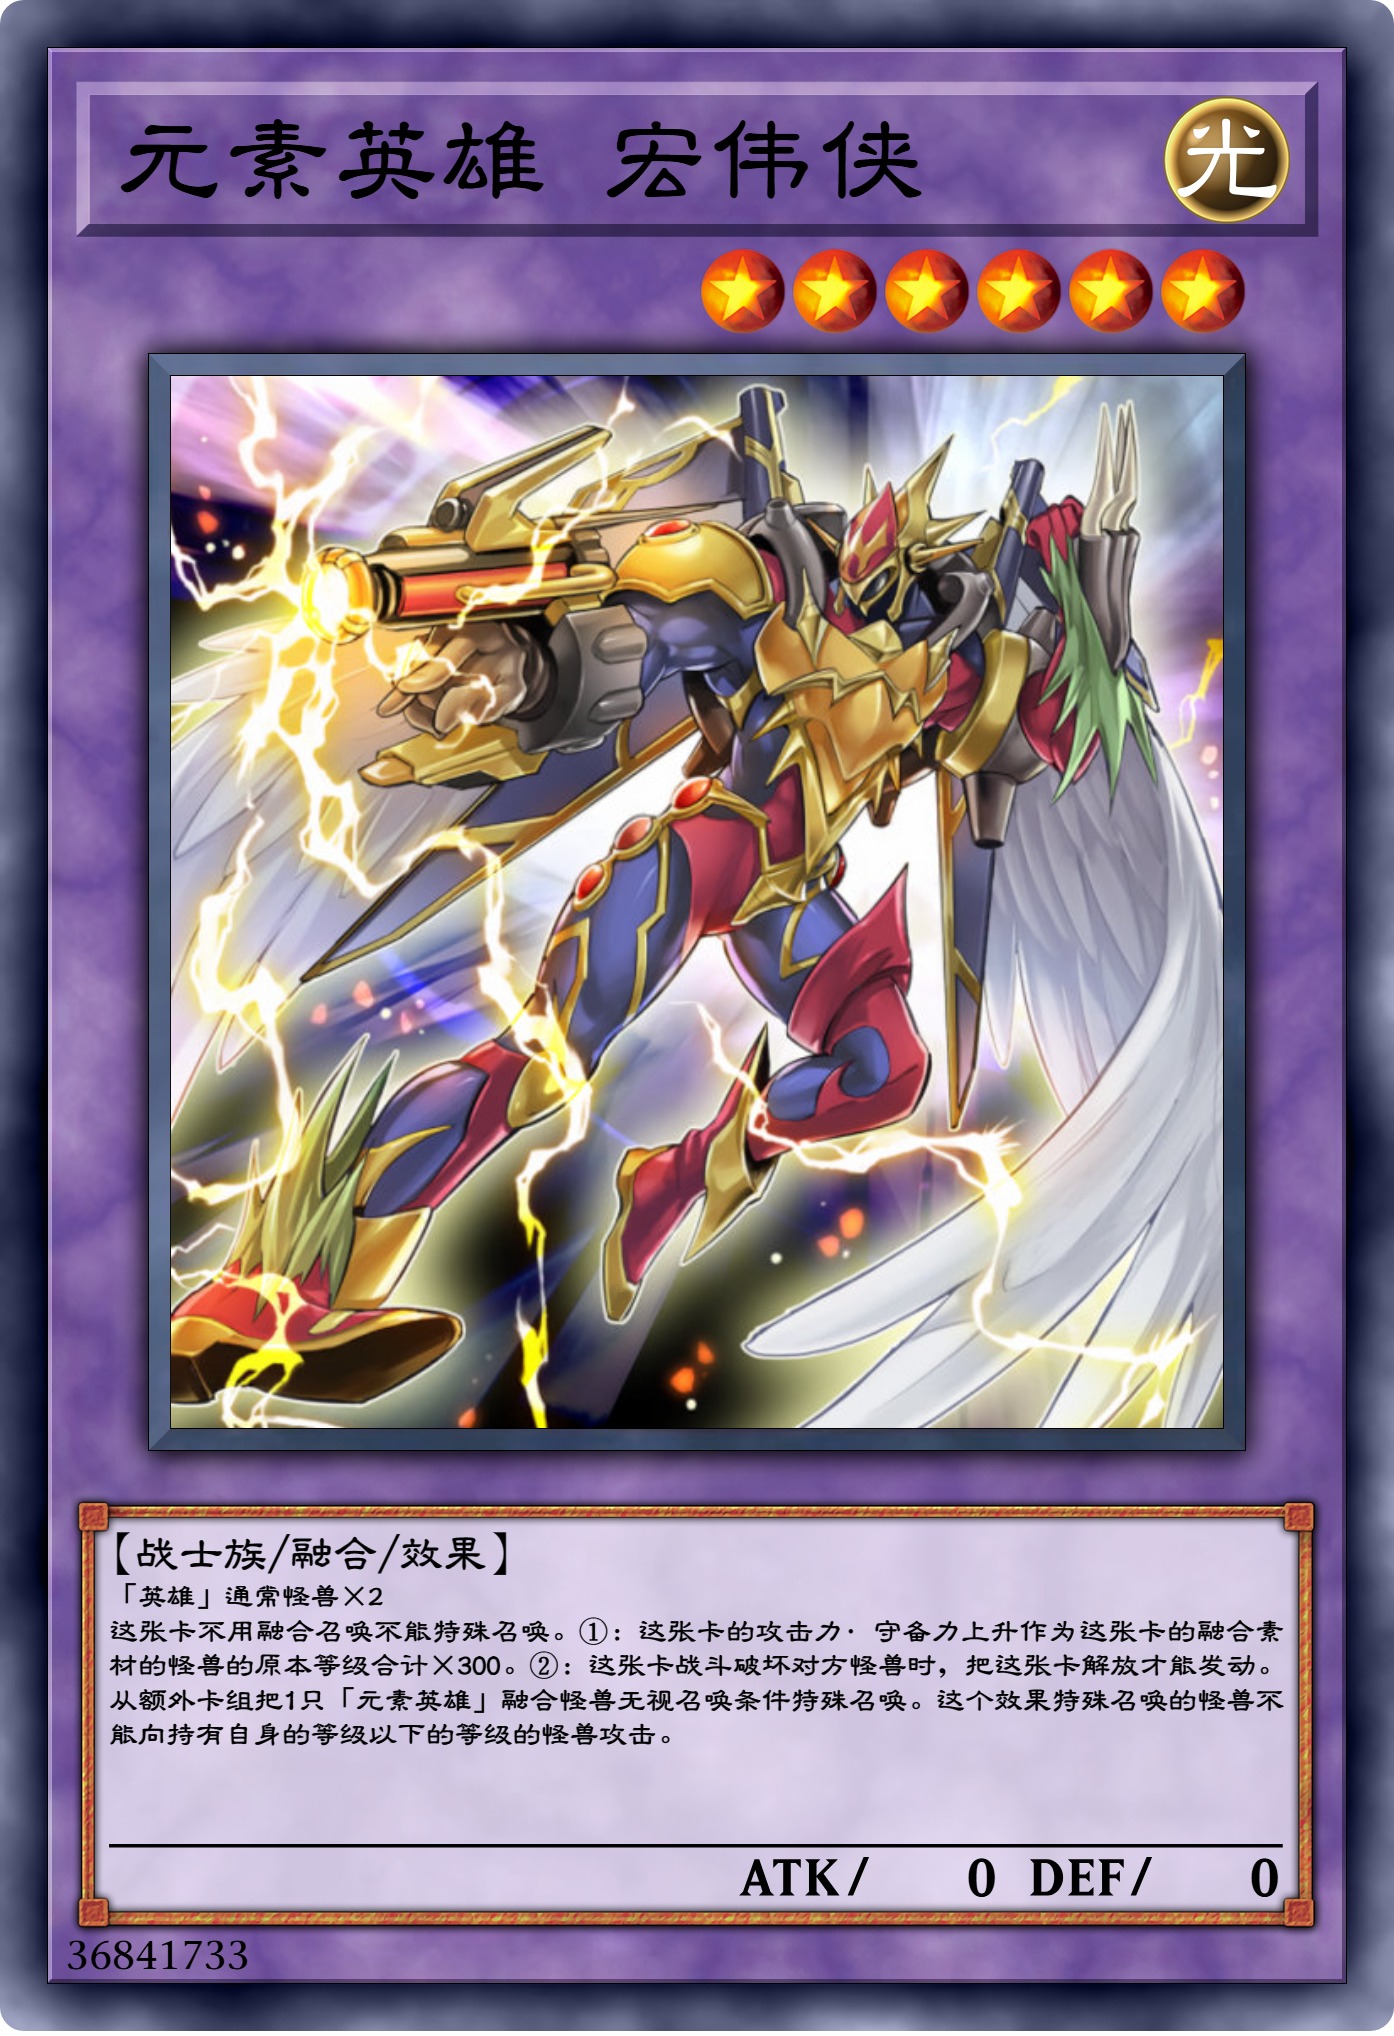 元素英雄 宏伟侠
光
【战士族/融合/效果】
「英雄」通常怪兽×2
这张卡不用融合召唤不能特殊召唤。①：这张卡的攻击力·守备力上升作为这张卡的融合素
材的怪兽的原本等级合计×300。②：这张卡战斗破坏对方怪兽时，把这张卡解放才能发动。
从额外卡组把1只「元素英雄」融合怪兽无视召唤条件特殊召唤。这个效果特殊召唤的怪兽不
能向持有自身的等级以下的等级的怪兽攻击。
ATK/ 0 DEF/ 0
36841733